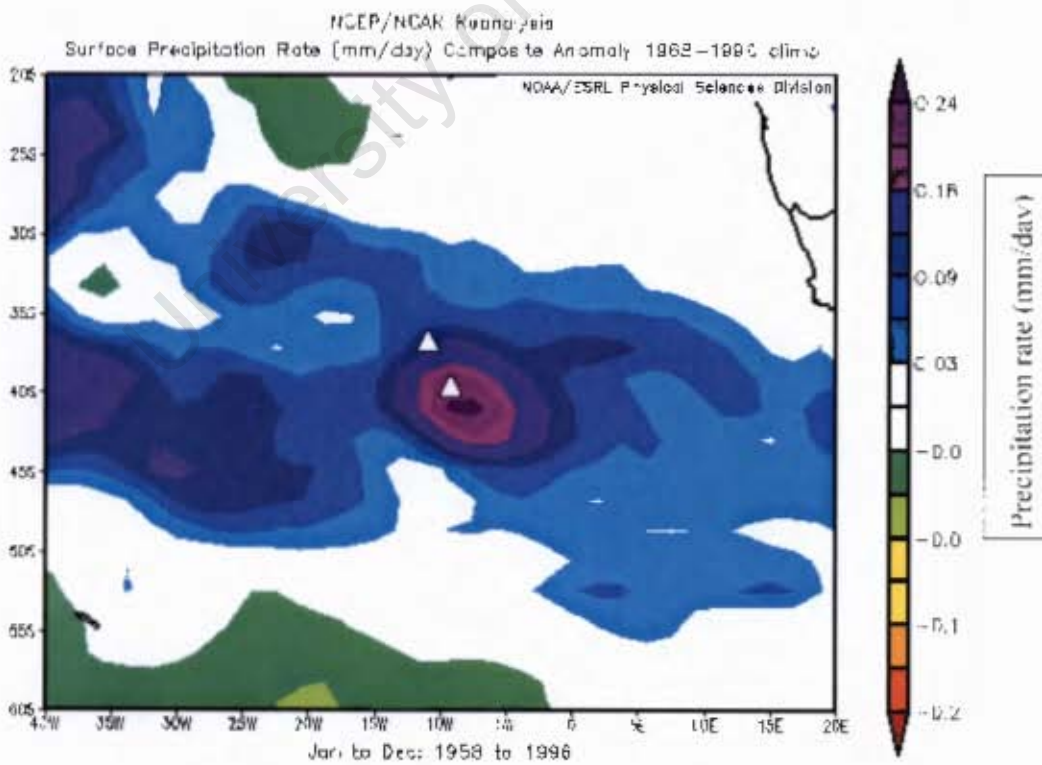 NCEP/NCAR Reanalysis
Surface Precipitation Rate (mm/day) Composite Anomaly 1968-1996 climo
NOAA/ESRL Physical Sciences Division
University of
20S
25S
30S
35S
40S
45S
50S
55S
60S
40W
35W
30W
25W
20W
15W
10W
5W
0
5E
10E
15E
20E
Jan to Dec: 1958 to 1996
0.24
0.09
0.03
-0.0
-0.0
-0.1
-0.2
Precipitation rate (mm/day)